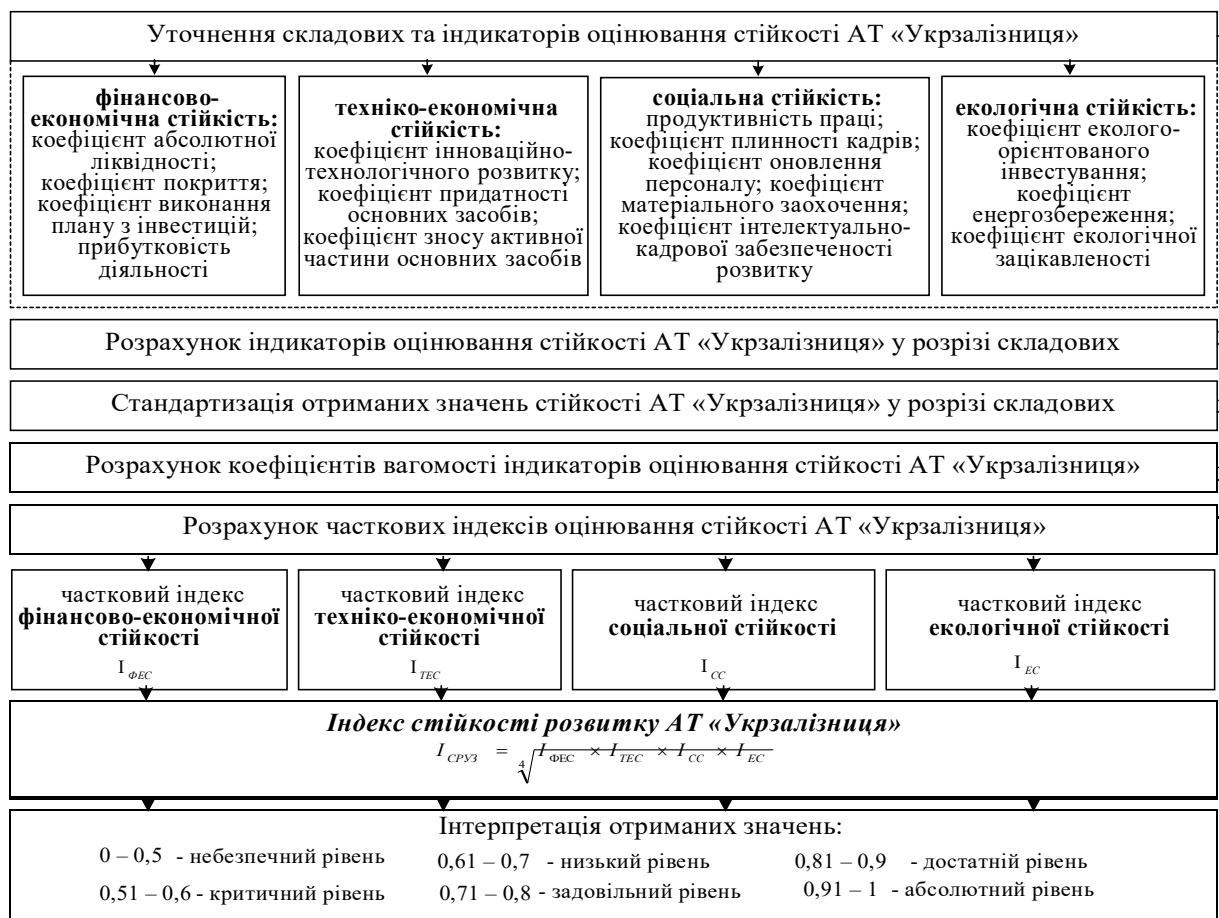 Уточнення складових та індикаторів оцінювання стійкості АТ «Укрзалізниця»
фінансово-
економічна стійкість:
коефіцієнт абсолютної
ліквідності;
коефіцієнт покриття;
коефіцієнт виконання
плану з інвестицій;
прибутковість
діяльності
техніко-економічна
стійкість:
коефіцієнт інноваційно-
технологічного розвитку;
коефіцієнт придатності
основних засобів;
коефіцієнт зносу активної
частини основних засобів
соціальна стійкість:
продуктивність праці;
коефіцієнт плинності кадрів;
коефіцієнт оновлення
персоналу; коефіцієнт
матеріального заохочення;
коефіцієнт інтелектуально-
кадрової забезпеченості
розвитку
екологічна стійкість:
коефіцієнт еколого-
орієнтованого
інвестування;
коефіцієнт
енергозбереження;
коефіцієнт екологічної
зацікавленості
Розрахунок індикаторів оцінювання стійкості АТ «Укрзалізниця» у розрізі складових
Стандартизація отриманих значень стійкості АТ «Укрзалізниця» у розрізі складових
Розрахунок коефіцієнтів вагомості індикаторів оцінювання стійкості АТ «Укрзалізниця»
Розрахунок часткових індексів оцінювання стійкості АТ «Укрзалізниця»
частковий індекс
фінансово-економічної
стійкості
I ФЕС
частковий індекс
техніко-економічної
стійкості
I ТЕС
частковий індекс
соціальної стійкості
I СС
частковий індекс
екологічної стійкості
I ЕС
Індекс стійкості розвитку АТ «Укрзалізниця»
I СРУЗ = ⁴√I ФЕС × I ТЕС × I СС × I ЕС
Інтерпретація отриманих значень:
0 – 0,5 - небезпечний рівень
0,61 – 0,7 - низький рівень
0,81 – 0,9 - достатній рівень
0,51 – 0,6 - критичний рівень
0,71 – 0,8 - задовільний рівень
0,91 – 1 - абсолютний рівень